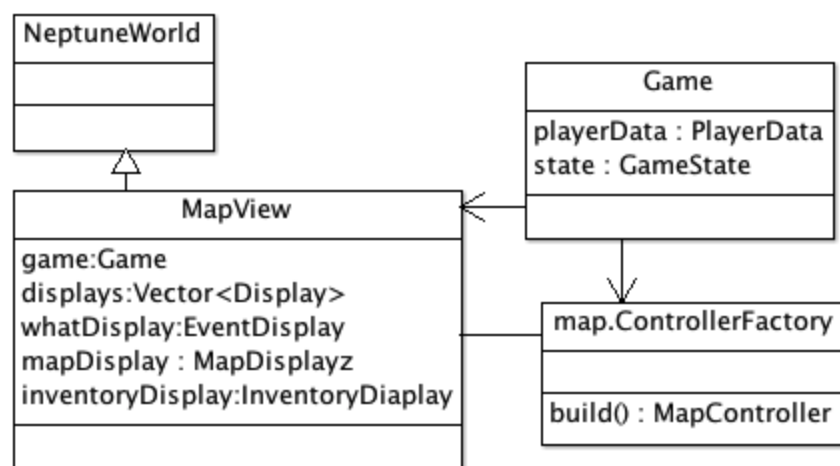 NeptuneWorld
Game
playerData : PlayerData
state : GameState
MapView
game:Game
displays:Vector<Display>
whatDisplay:EventDisplay
mapDisplay : MapDisplayz
inventoryDisplay:InventoryDiaplay
map.ControllerFactory
build() : MapController